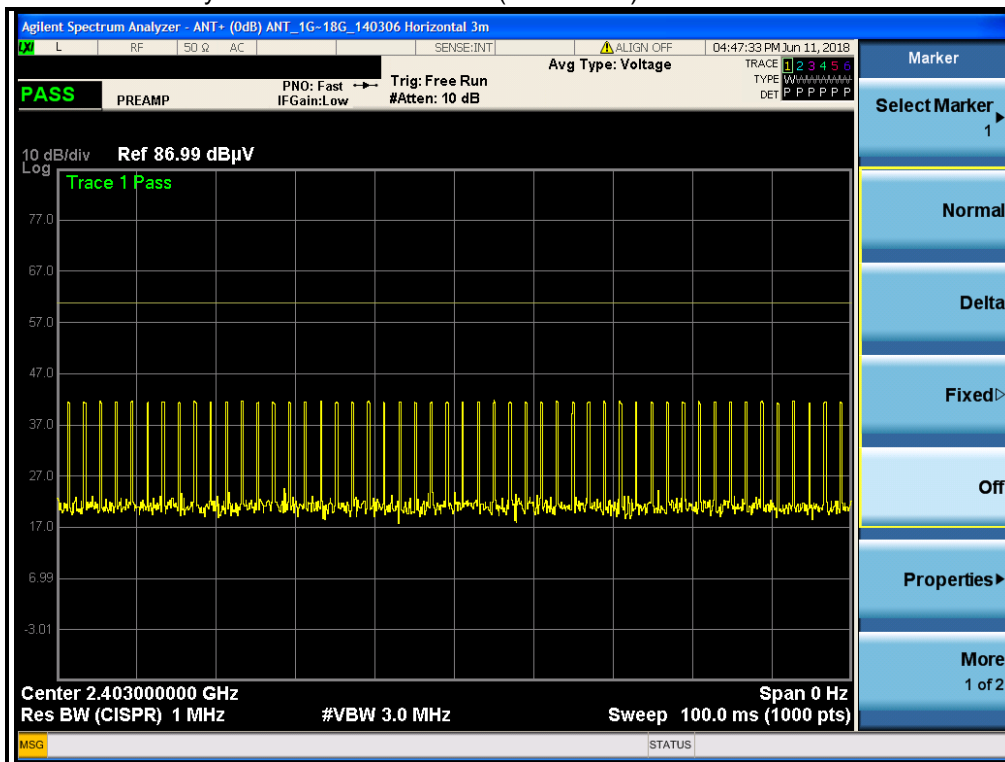 Agilent Spectrum Analyzer - ANT+ (0dB) ANT_1G~18G_140306 Horizontal 3m
LXI L RF 50 Ω AC SENSE:INT ALIGN OFF 04:47:33 PM Jun 11, 2018
Marker
Avg Type: Voltage
TRACE 1 2 3 4 5 6
PNO: Fast
Trig: Free Run
TYPE
PASS
PREAMP
IFGain:Low
#Atten: 10 dB
DET P P P P P P
Select Marker
1
10 dB/div
Ref 86.99 dBµV
Log
Trace 1 Pass
77.0
67.0
57.0
47.0
37.0
27.0
17.0
6.99
-3.01
Normal
Delta
Fixed
Off
Properties
More
1 of 2
Center 2.403000000 GHz
Span 0 Hz
Res BW (CISPR) 1 MHz
#VBW 3.0 MHz
Sweep 100.0 ms (1000 pts)
MSG
STATUS